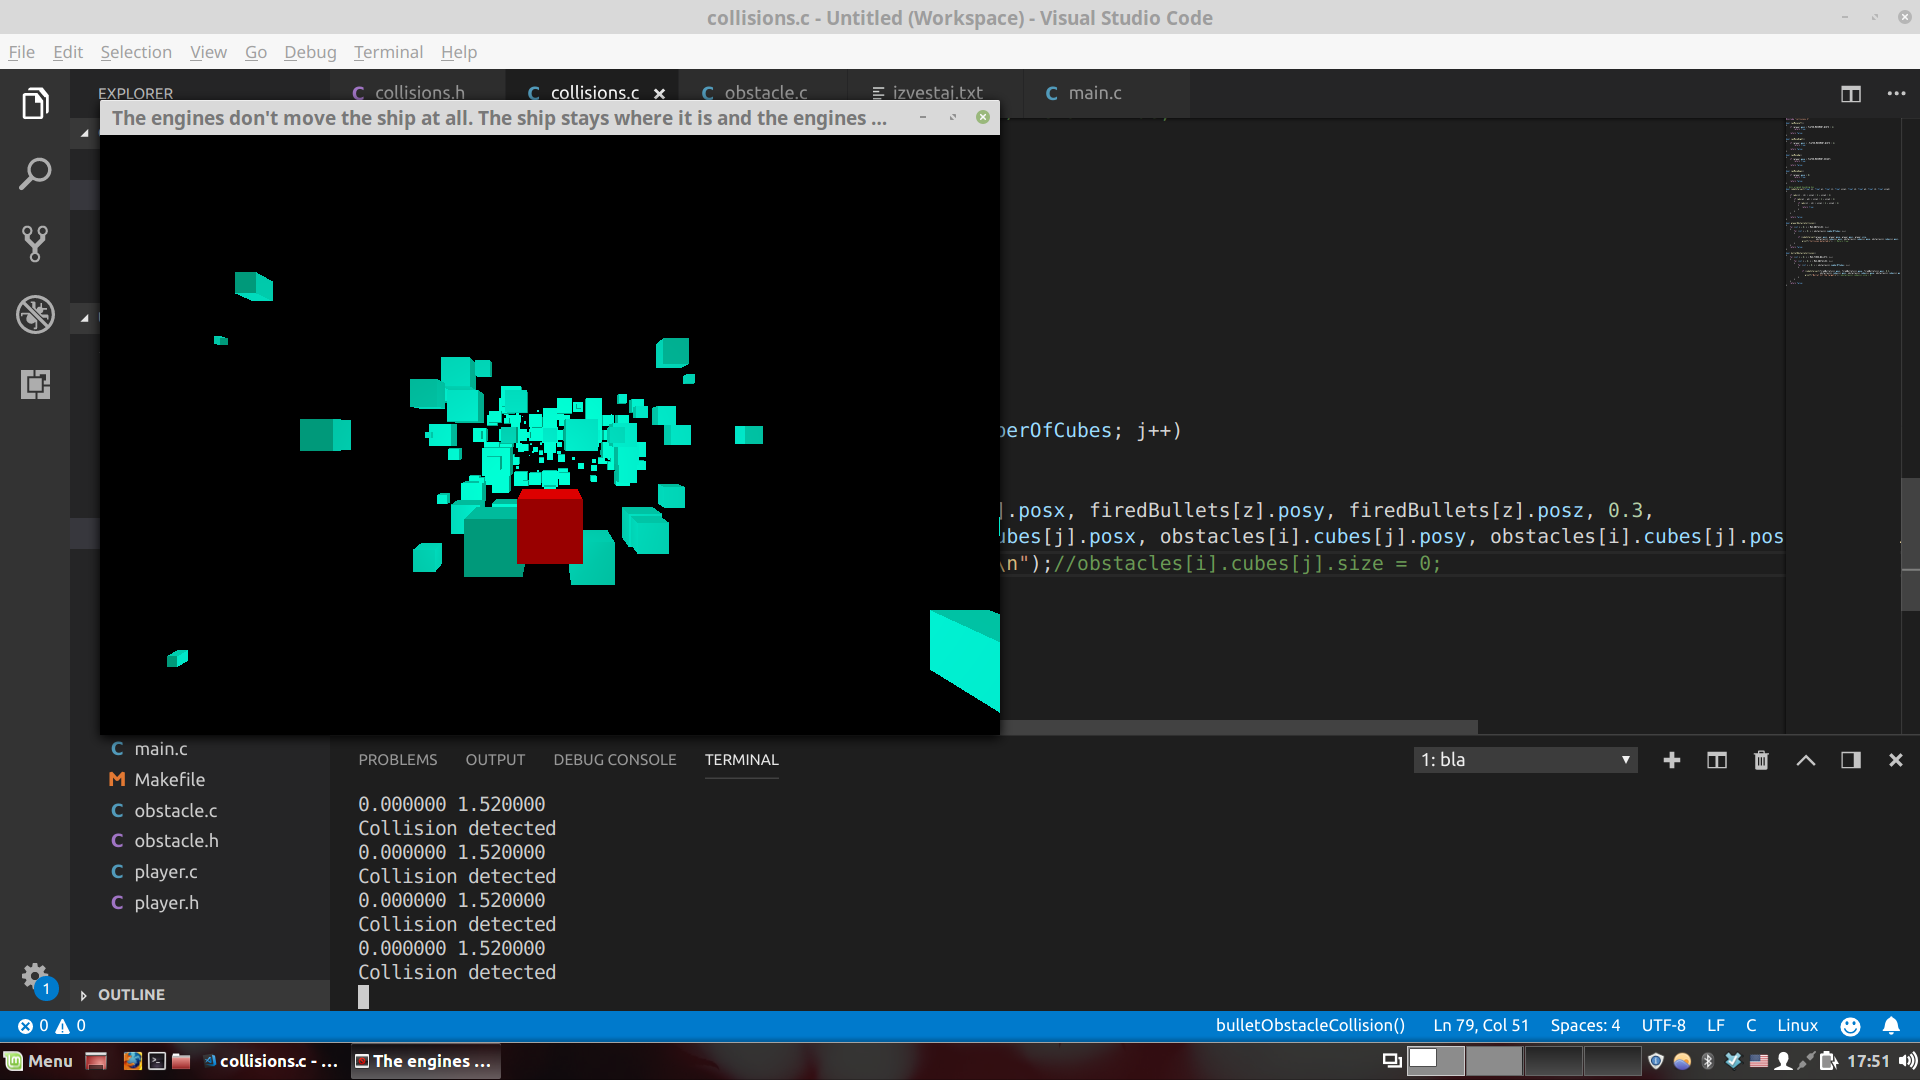 collisions.c - Untitled (Workspace) - Visual Studio Code
File Edit Selection View Go Debug Terminal Help
EXPLORER
collisions.h collisions.c obstacle.c izvestaj.txt main.c
The engines don't move the ship at all. The ship stays where it is and the engines ...
berOfCubes; j++)
].posx, firedBullets[z].posy, firedBullets[z].posz, 0.3,
ubes[j].posx, obstacles[i].cubes[j].posy, obstacles[i].cubes[j].pos
\n");//obstacles[i].cubes[j].size = 0;
main.c
Makefile
obstacle.c
obstacle.h
player.c
player.h
OUTLINE
1
PROBLEMS OUTPUT DEBUG CONSOLE TERMINAL
1: bla
0.000000 1.520000
Collision detected
0.000000 1.520000
Collision detected
0.000000 1.520000
Collision detected
0.000000 1.520000
Collision detected
0 0
bulletObstacleCollision() Ln 79, Col 51 Spaces: 4 UTF-8 LF C Linux
Menu collisions.c - ... The engines ... 17:51